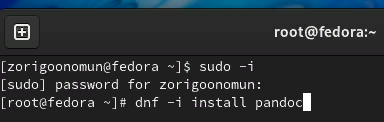 root@fedora:~
[zorigoonomun@fedora ~]$ sudo -i
[sudo] password for zorigoonomun:
[root@fedora ~]# dnf -i install pandoc